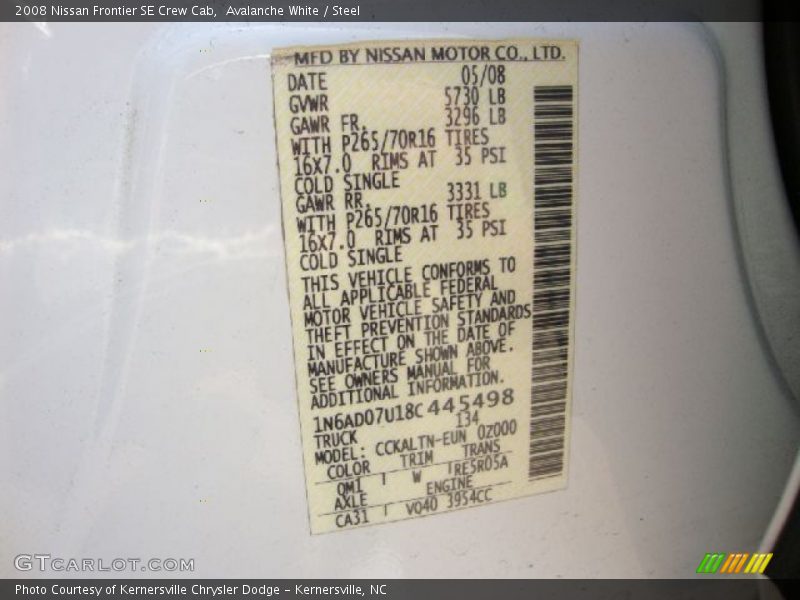 2008 Nissan Frontier SE Crew Cab, Avalanche White / Steel
MFD BY NISSAN MOTOR CO., LTD.
DATE 05/08
GVWR 5730 LB
GAWR FR. 3296 LB
WITH P265/70R16 TIRES
16X7.0 RIMS AT 35 PSI
COLD SINGLE
GAWR RR. 3331 LB
WITH P265/70R16 TIRES
16X7.0 RIMS AT 35 PSI
COLD SINGLE
THIS VEHICLE CONFORMS TO
ALL APPLICABLE FEDERAL
MOTOR VEHICLE SAFETY AND
THEFT PREVENTION STANDARDS
IN EFFECT ON THE DATE OF
MANUFACTURE SHOWN ABOVE.
SEE OWNERS MANUAL FOR
ADDITIONAL INFORMATION.
1N6AD07U18C445498
TRUCK 134
MODEL: CCKALTN-EUN 0Z000
COLOR TRIM TRANS
QM1 W RE5R05A
AXLE ENGINE
CA31 VQ40 3954CC
GTCARLOT.COM
Photo Courtesy of Kernersville Chrysler Dodge – Kernersville, NC